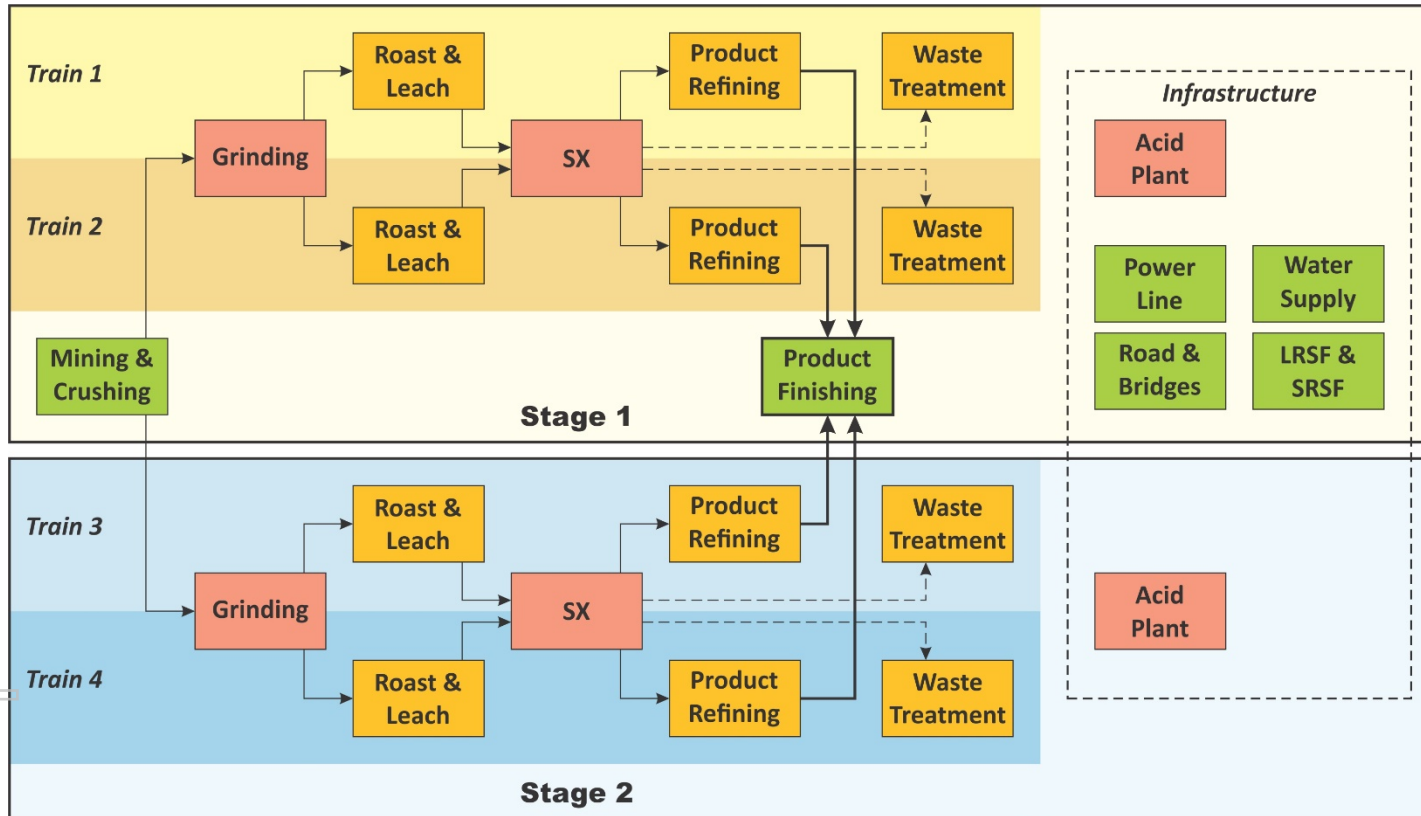 Train 1
Roast &
Leach
Product
Refining
Waste
Treatment
Grinding
SX
Train 2
Roast &
Leach
Product
Refining
Waste
Treatment
Mining &
Crushing
Product
Finishing
Stage 1
Infrastructure
Acid
Plant
Power
Line
Water
Supply
Road &
Bridges
LRSF &
SRSF
Train 3
Roast &
Leach
Product
Refining
Waste
Treatment
Grinding
SX
Train 4
Roast &
Leach
Product
Refining
Waste
Treatment
Acid
Plant
Stage 2